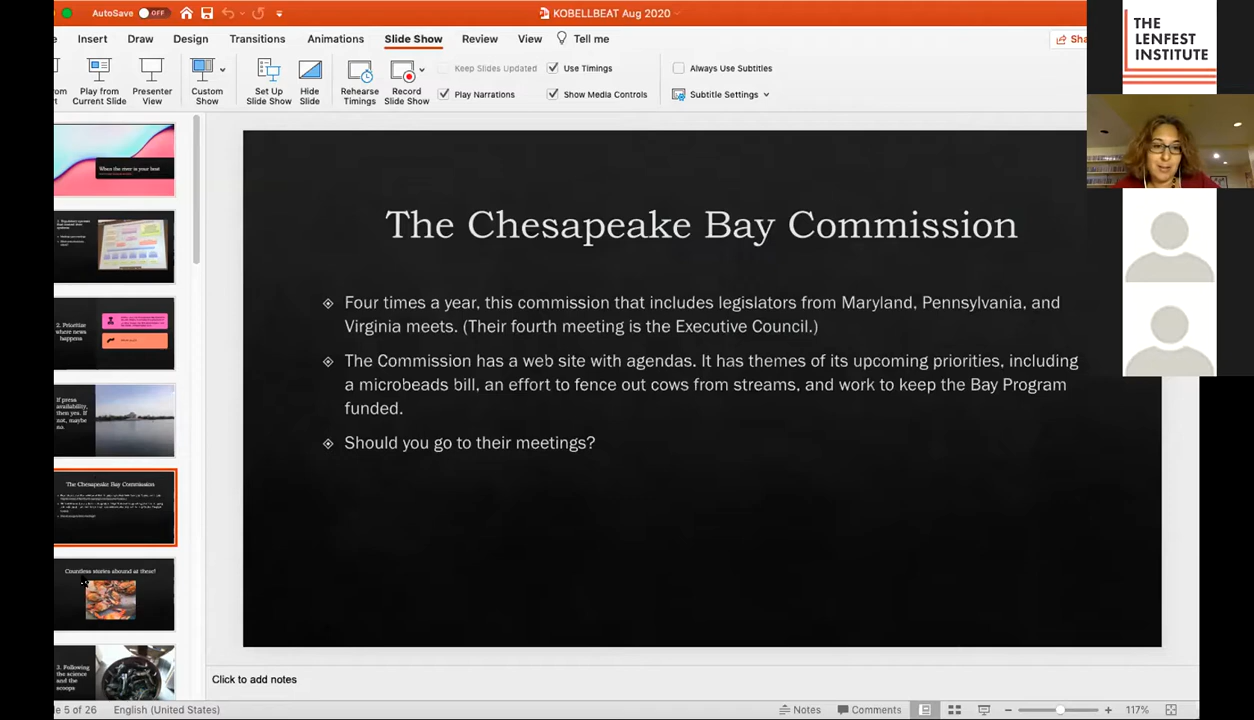 AutoSave OFF
KOBELLBEAT Aug 2020
Insert Draw Design Transitions Animations Slide Show Review View Tell me
Play from
Current Slide
Presenter
View
Custom
Show
Set Up
Slide Show
Hide
Slide
Rehearse
Timings
Record
Slide Show
Keep Slides Updated
Use Timings
Always Use Subtitles
Play Narrations
Show Media Controls
Subtitle Settings
THE
LENFEST
INSTITUTE
When the river is your beat
2. Prioritize
where news
happens
If press
availability,
then yes. If
not, maybe
no.
The Chesapeake Bay Commission
Countless stories abound at these!
3. Following
the science
and the
scoops
The Chesapeake Bay Commission
Four times a year, this commission that includes legislators from Maryland, Pennsylvania, and
Virginia meets. (Their fourth meeting is the Executive Council.)
The Commission has a web site with agendas. It has themes of its upcoming priorities, including
a microbeads bill, an effort to fence out cows from streams, and work to keep the Bay Program
funded.
Should you go to their meetings?
Click to add notes
5 of 26 English (United States) Notes Comments 117%